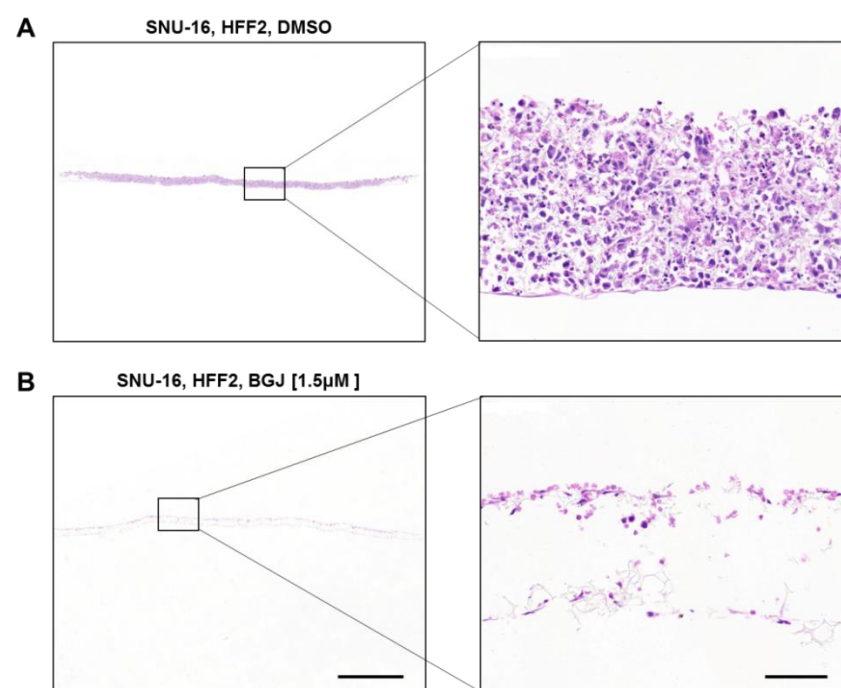 A
SNU-16, HFF2, DMSO
B
SNU-16, HFF2, BGJ [1.5µM ]